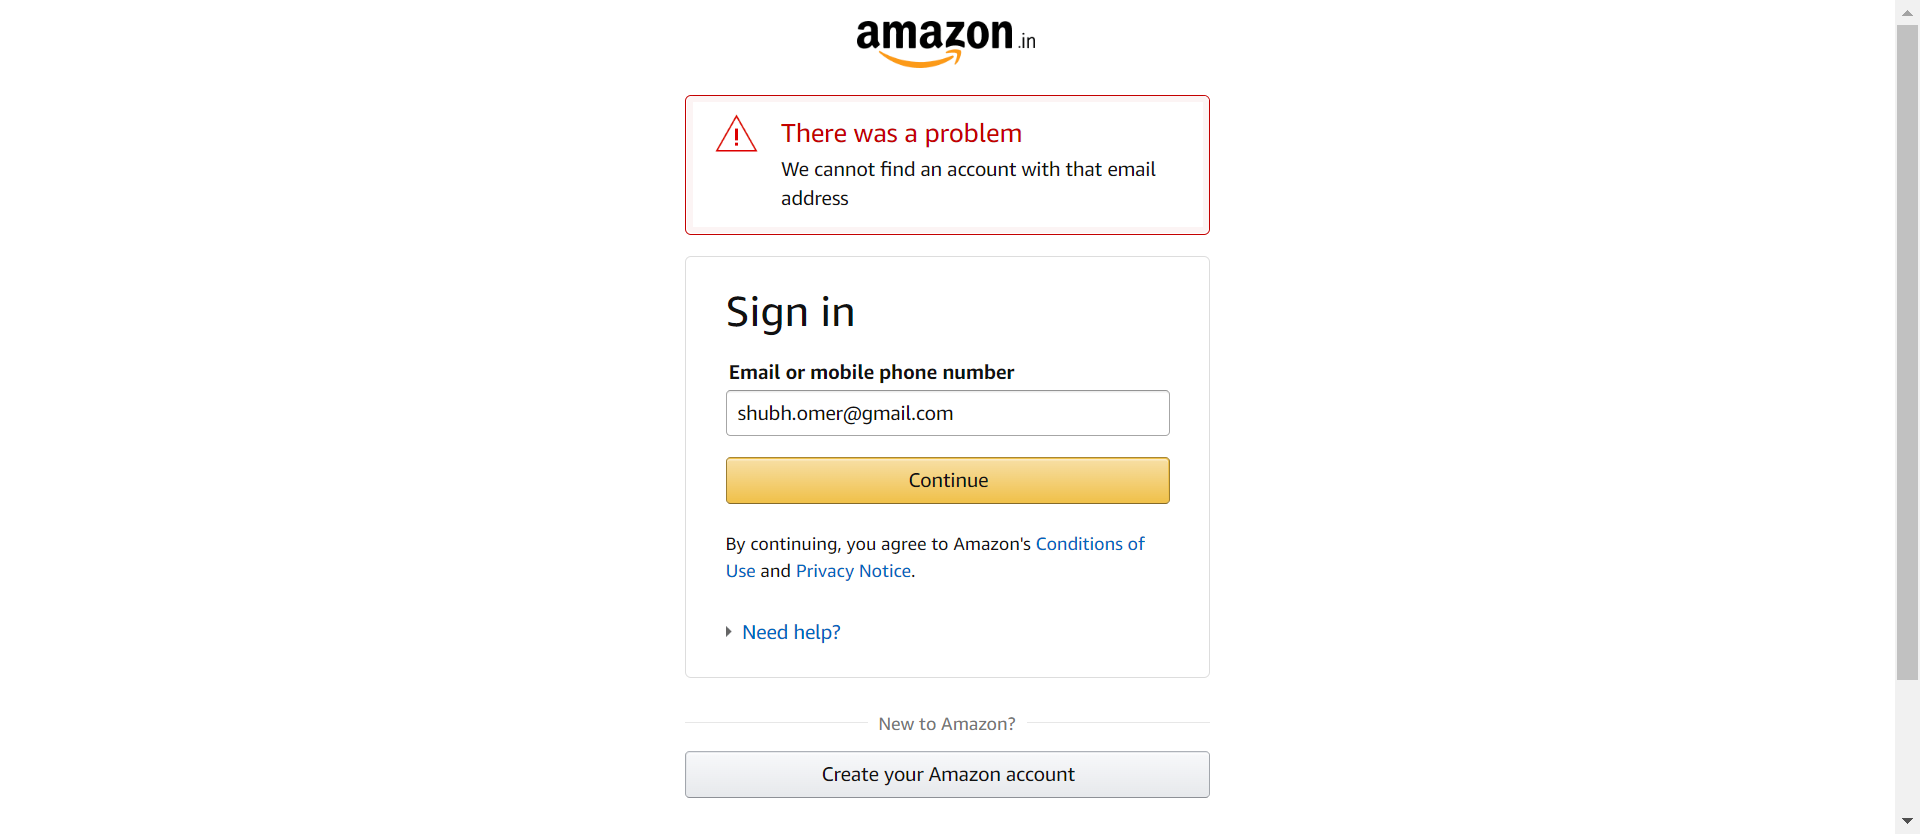 amazon.in
There was a problem
We cannot find an account with that email
address
Sign in
Email or mobile phone number
shubh.omer@gmail.com
Continue
By continuing, you agree to Amazon's Conditions of
Use and Privacy Notice.
Need help?
New to Amazon?
Create your Amazon account